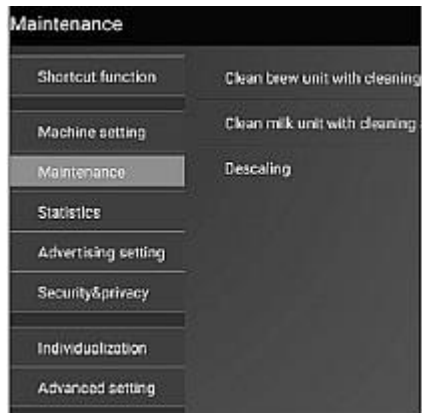 Maintenance
Shortcut function
Clean brew unit with cleaning
Machine setting
Clean milk unit with cleaning
Maintenance
Descaling
Statistics
Advertising setting
Security&privacy
Individualization
Advanced setting